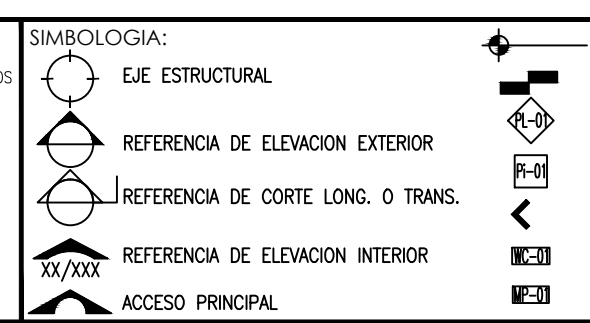 OS
SIMBOLOGIA:
EJE ESTRUCTURAL
PL-01
REFERENCIA DE ELEVACION EXTERIOR
Pi-01
REFERENCIA DE CORTE LONG. O TRANS.
XX/XXX REFERENCIA DE ELEVACION INTERIOR
WC-01
ACCESO PRINCIPAL
MP-01